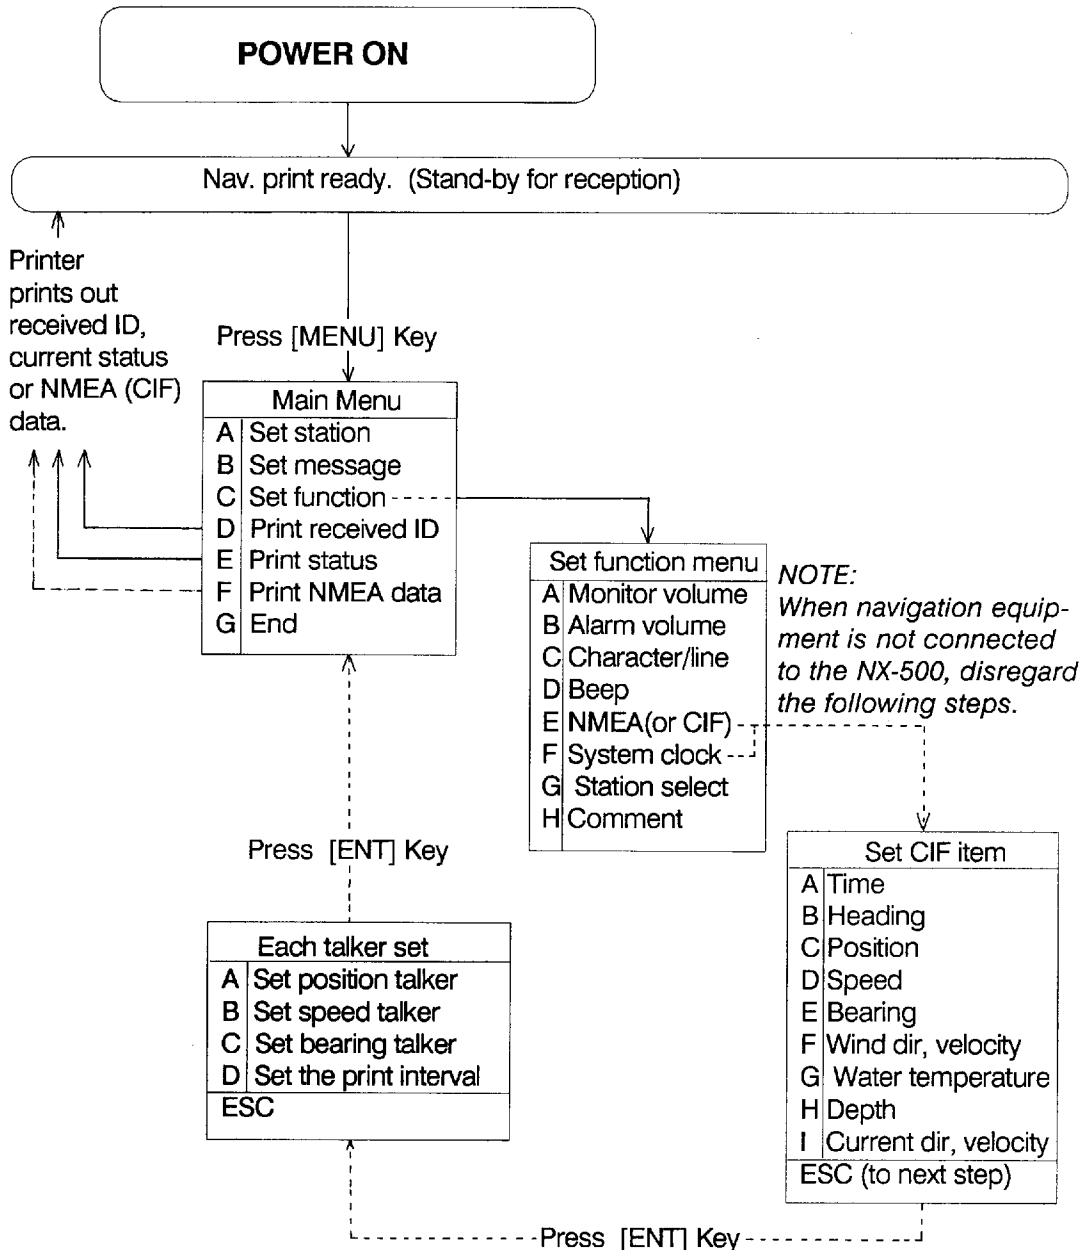 POWER ON
Nav. print ready. (Stand-by for reception)
Printer
prints out
received ID,
current status
or NMEA (CIF)
data.
Press [MENU] Key
Main Menu
A Set station
B Set message
C Set function
D Print received ID
E Print status
F Print NMEA data
G End
Set function menu
A Monitor volume
B Alarm volume
C Character/line
D Beep
E NMEA(or CIF)
F System clock
G Station select
H Comment
NOTE:
When navigation equip-
ment is not connected
to the NX-500, disregard
the following steps.
Set CIF item
A Time
B Heading
C Position
D Speed
E Bearing
F Wind dir, velocity
G Water temperature
H Depth
I Current dir, velocity
ESC (to next step)
Press [ENT] Key
Each talker set
A Set position talker
B Set speed talker
C Set bearing talker
D Set the print interval
ESC
Press [ENT] Key